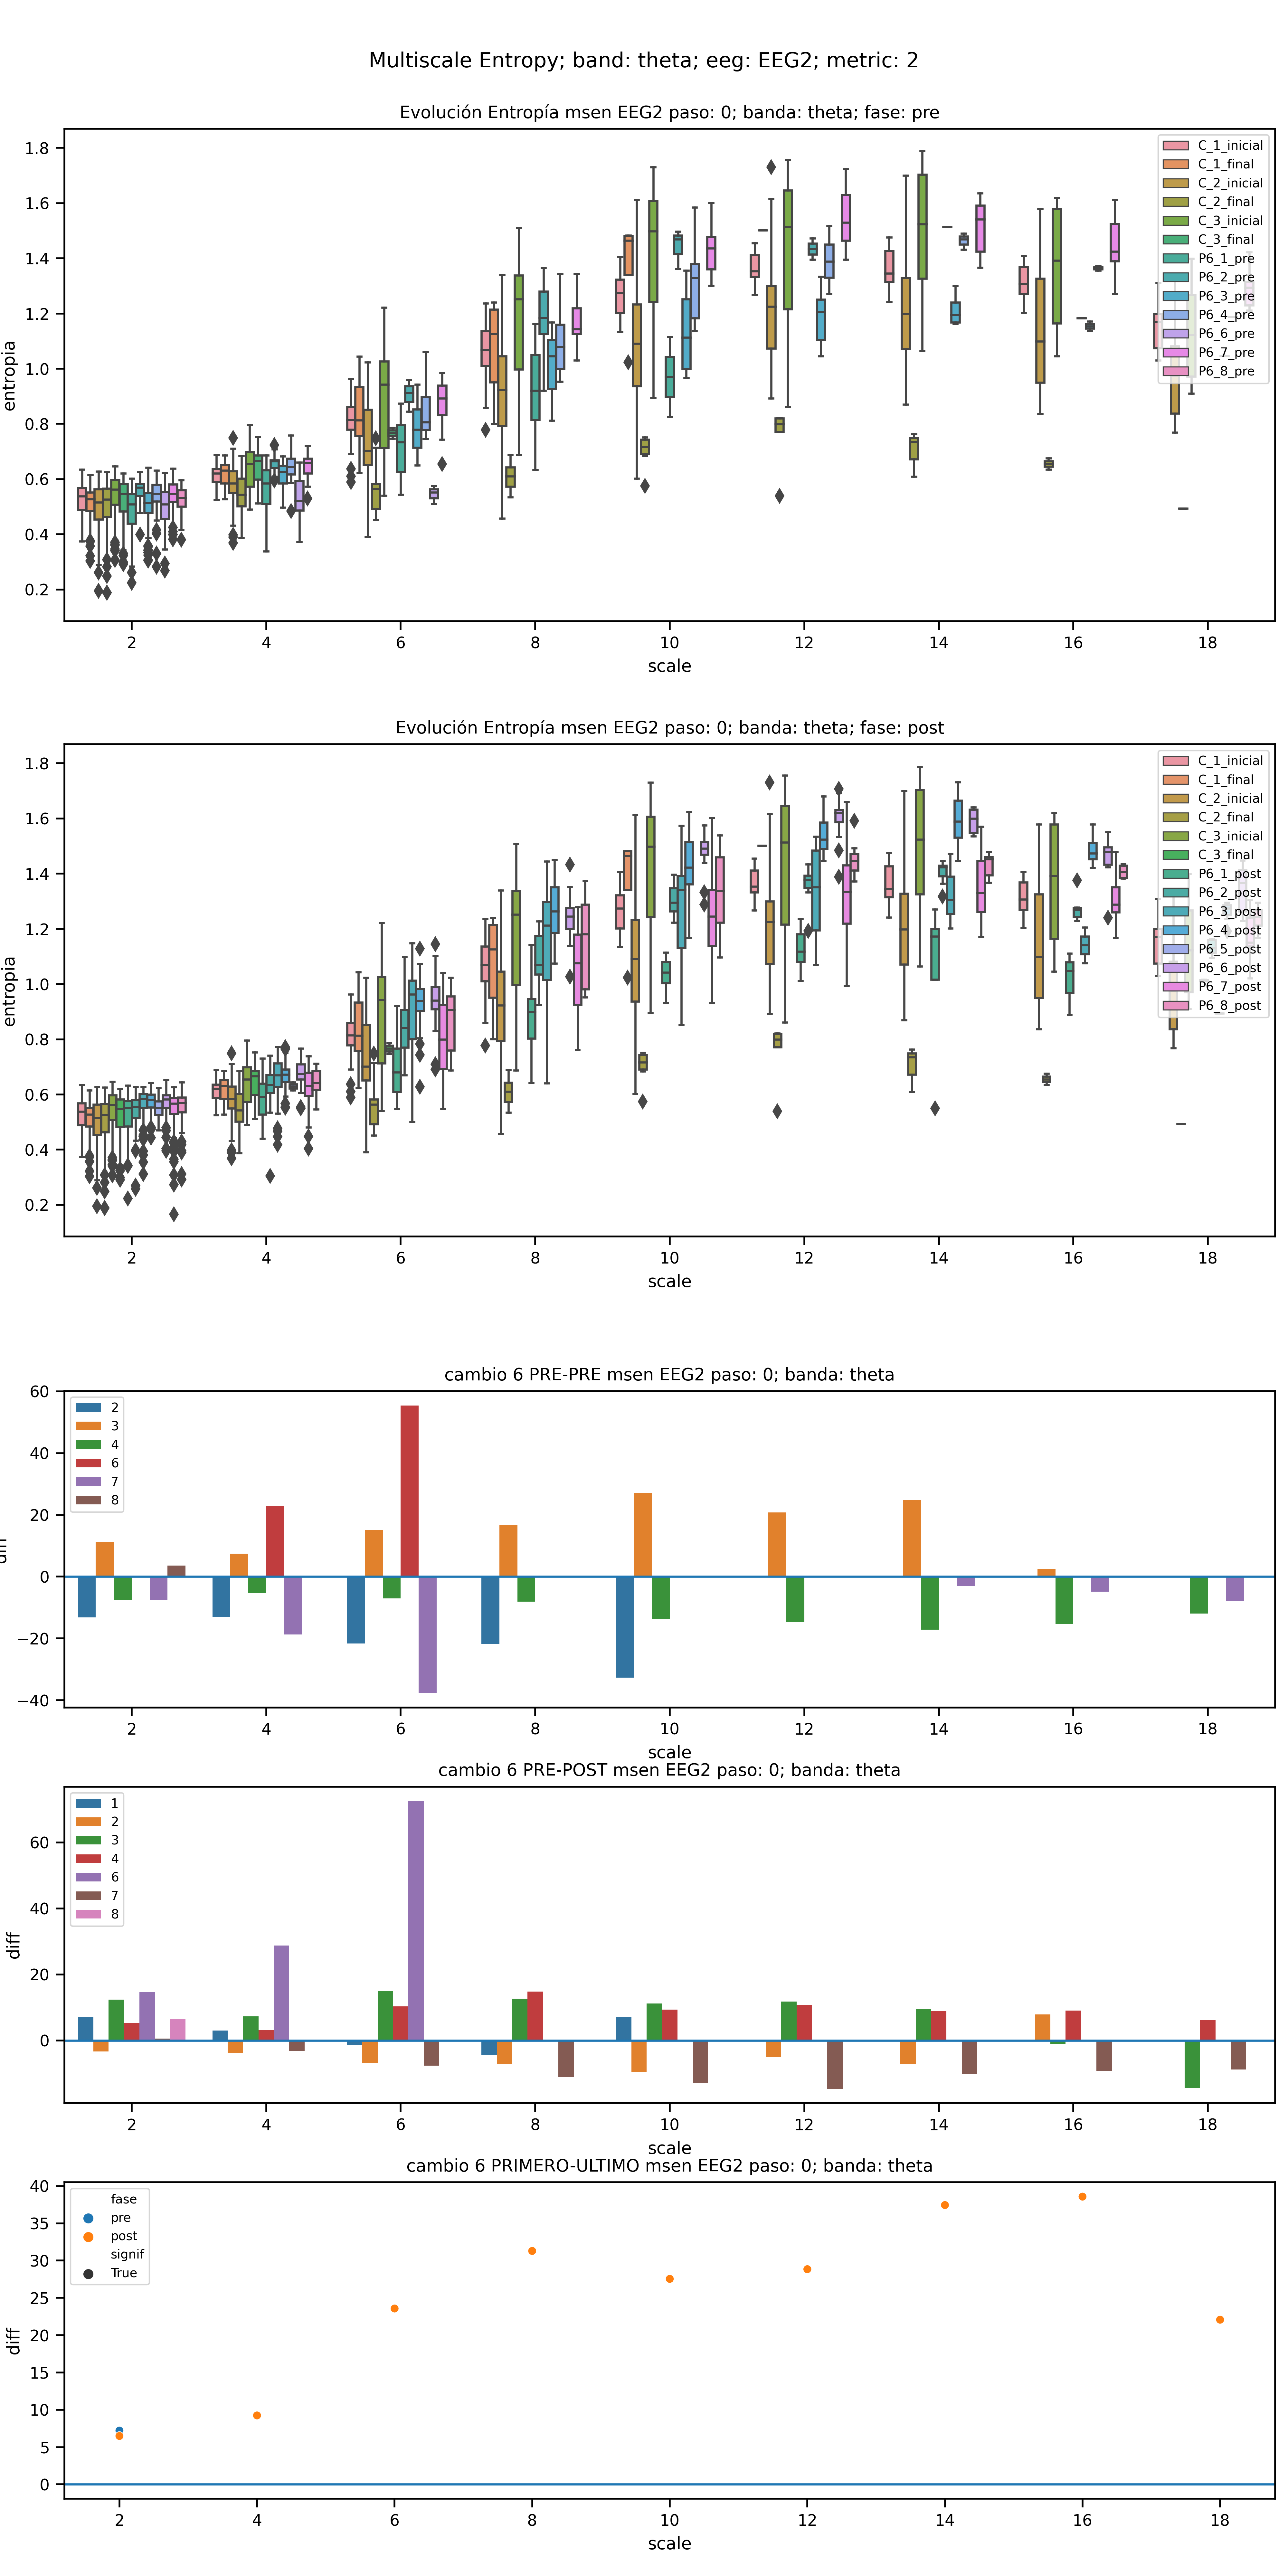 Multiscale Entropy; band: theta; eeg: EEG2; metric: 2
Evolución Entropía msen EEG2 paso: 0; banda: theta; fase: pre
entropia
1.8
1.6
1.4
1.2
1.0
0.8
0.6
0.4
0.2
C_1_inicial
C_1_final
C_2_inicial
C_2_final
C_3_inicial
C_3_final
P6_1_pre
P6_2_pre
P6_3_pre
P6_4_pre
P6_6_pre
P6_7_pre
P6_8_pre
2 4 6 8 10 12 14 16 18
scale
Evolución Entropía msen EEG2 paso: 0; banda: theta; fase: post
entropia
1.8
1.6
1.4
1.2
1.0
0.8
0.6
0.4
0.2
C_1_inicial
C_1_final
C_2_inicial
C_2_final
C_3_inicial
C_3_final
P6_1_post
P6_2_post
P6_3_post
P6_4_post
P6_5_post
P6_6_post
P6_7_post
P6_8_post
2 4 6 8 10 12 14 16 18
scale
cambio 6 PRE-PRE msen EEG2 paso: 0; banda: theta
diff
60
40
20
0
−20
−40
2
3
4
6
7
8
2 4 6 8 10 12 14 16 18
scale
cambio 6 PRE-POST msen EEG2 paso: 0; banda: theta
diff
60
40
20
0
1
2
3
4
6
7
8
2 4 6 8 10 12 14 16 18
scale
cambio 6 PRIMERO-ULTIMO msen EEG2 paso: 0; banda: theta
diff
40
35
30
25
20
15
10
5
0
fase
pre
post
signif
True
2 4 6 8 10 12 14 16 18
scale